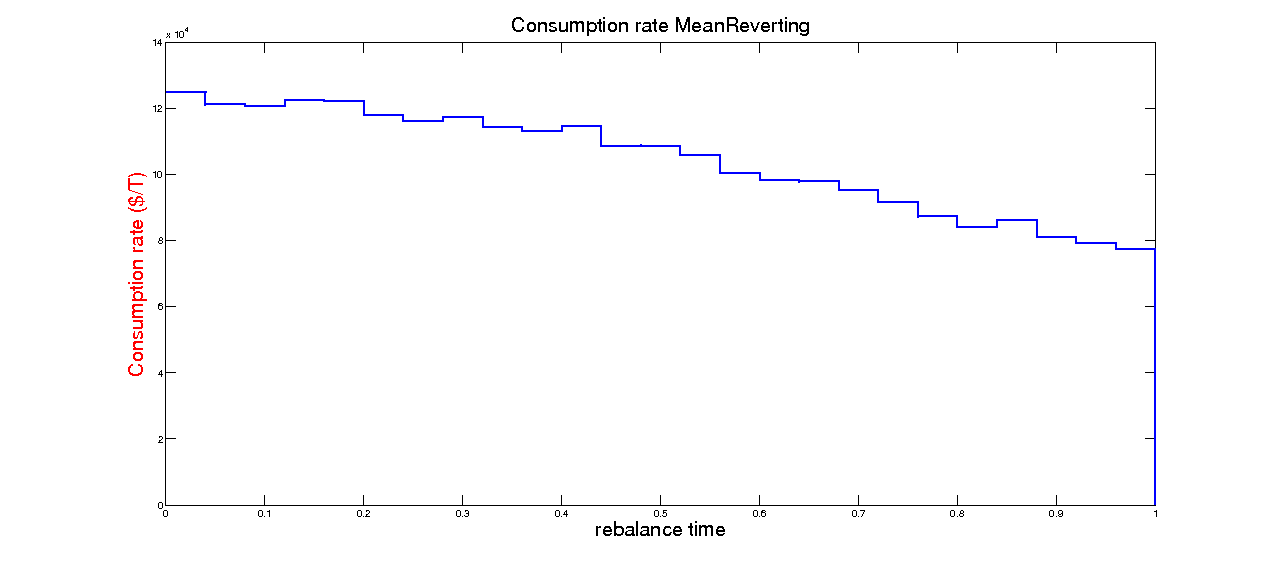 Consumption rate MeanReverting
x 10^4
14
12
10
8
6
4
2
0
Consumption rate ($/T)
0 0.1 0.2 0.3 0.4 0.5 0.6 0.7 0.8 0.9 1
rebalance time